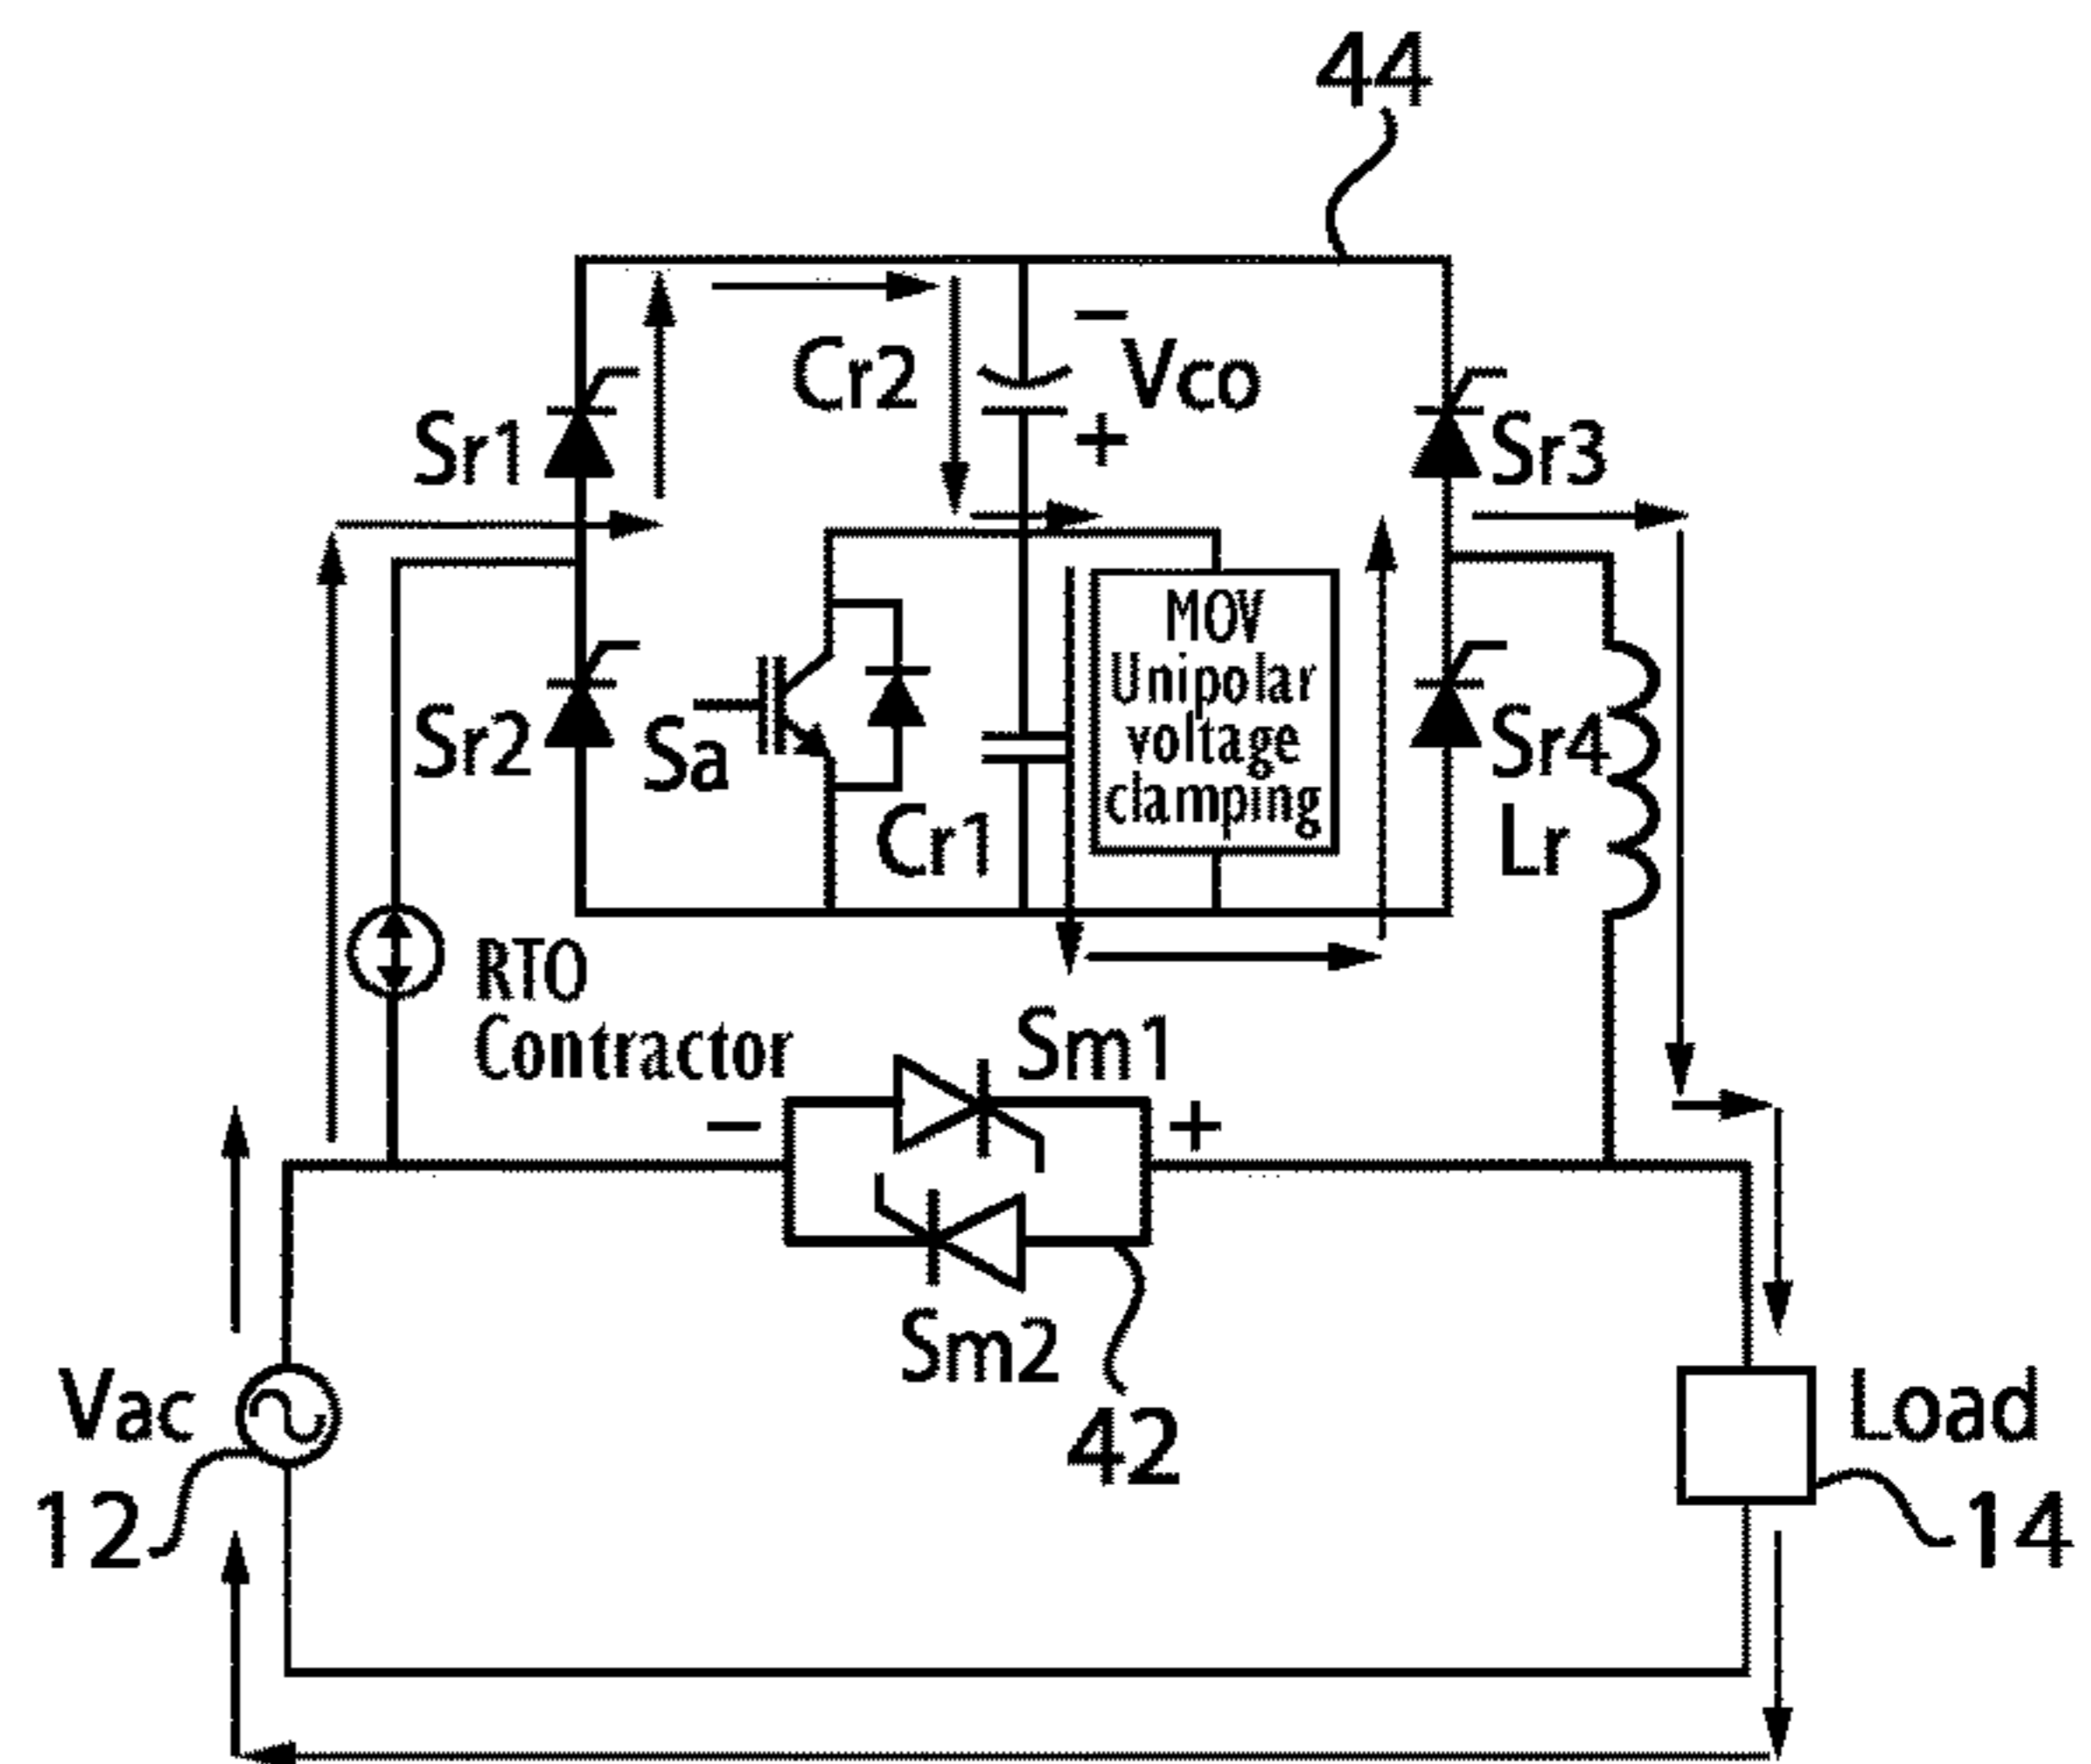 44
−
Cr2
Vco
+
Sr1
Sr3
MOV
Unipolar
voltage
clamping
Sr2
Sa
Sr4
Cr1
Lr
RTO
Contractor
Sm1
−
+
Sm2
Vac
Load
42
12
14